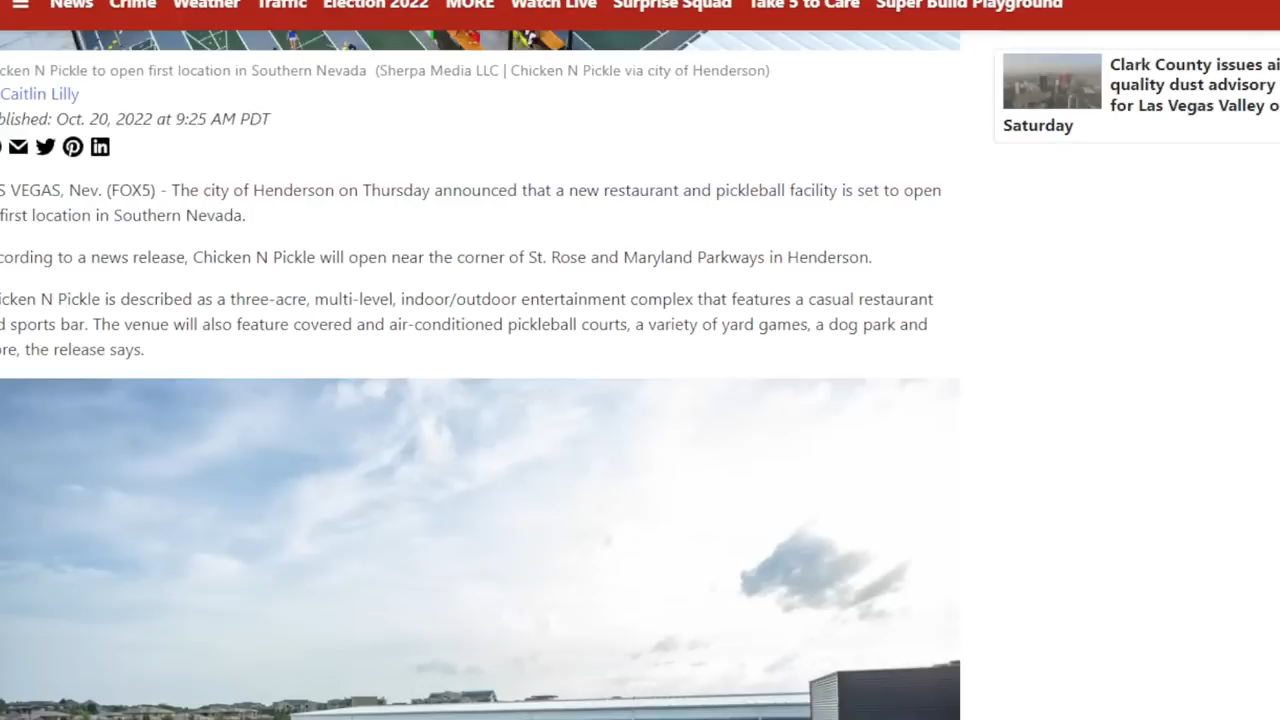 News Crime Weather Traffic Election 2022 MORE Watch Live Surprise Squad Take 5 to Care Super Build Playground
cken N Pickle to open first location in Southern Nevada (Sherpa Media LLC | Chicken N Pickle via city of Henderson)
Caitlin Lilly
blished: Oct. 20, 2022 at 9:25 AM PDT
S VEGAS, Nev. (FOX5) - The city of Henderson on Thursday announced that a new restaurant and pickleball facility is set to open
first location in Southern Nevada.
cording to a news release, Chicken N Pickle will open near the corner of St. Rose and Maryland Parkways in Henderson.
icken N Pickle is described as a three-acre, multi-level, indoor/outdoor entertainment complex that features a casual restaurant
d sports bar. The venue will also feature covered and air-conditioned pickleball courts, a variety of yard games, a dog park and
re, the release says.
Clark County issues ai
quality dust advisory
for Las Vegas Valley o
Saturday